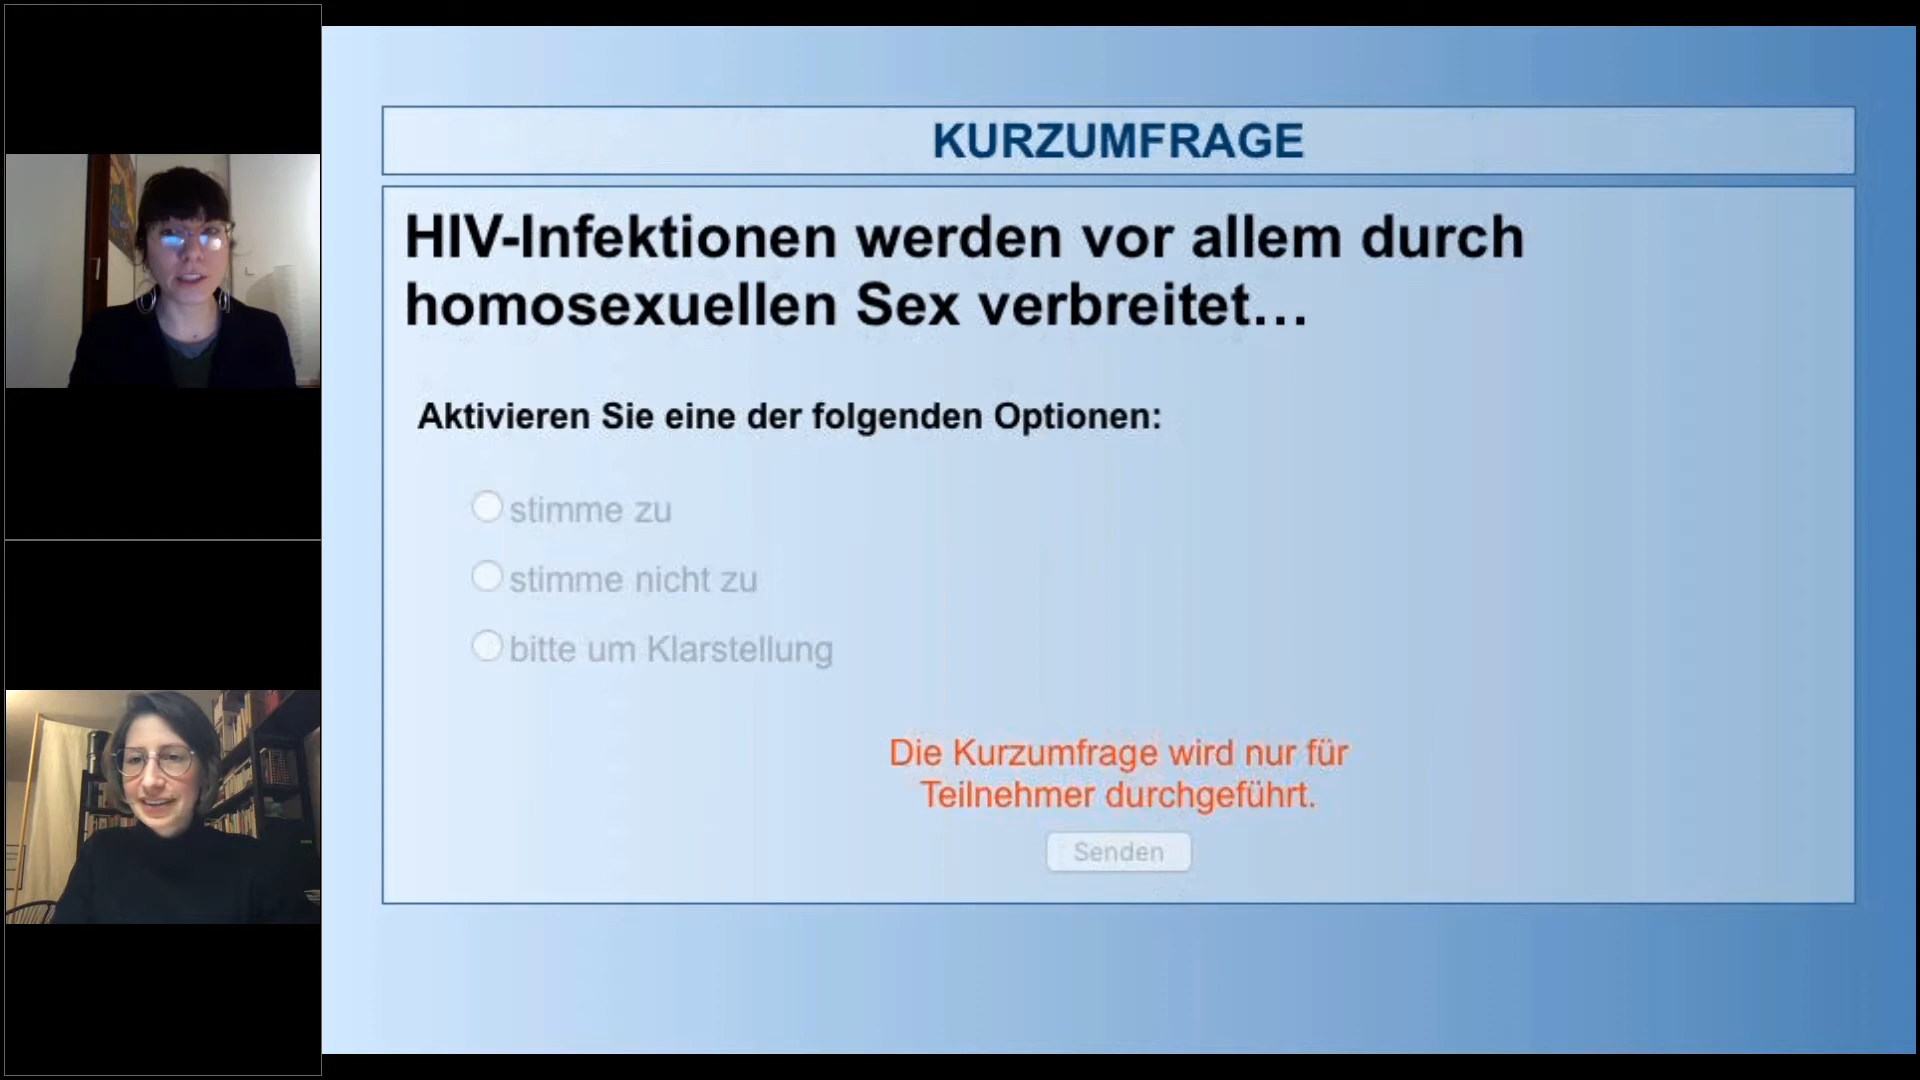 KURZUMFRAGE
HIV-Infektionen werden vor allem durch
homosexuellen Sex verbreitet…
Aktivieren Sie eine der folgenden Optionen:
stimme zu
stimme nicht zu
bitte um Klarstellung
Die Kurzumfrage wird nur für
Teilnehmer durchgeführt.
Senden